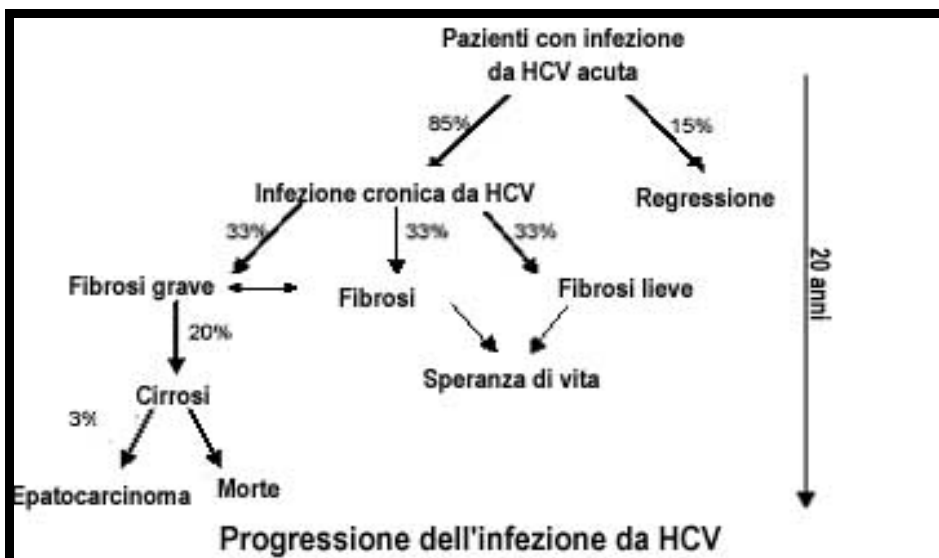 Pazienti con infezione
da HCV acuta
85%
15%
Infezione cronica da HCV
Regressione
33%
33%
33%
20 anni
Fibrosi grave
Fibrosi
Fibrosi lieve
20%
Speranza di vita
Cirrosi
3%
Epatocarcinoma
Morte
Progressione dell'infezione da HCV